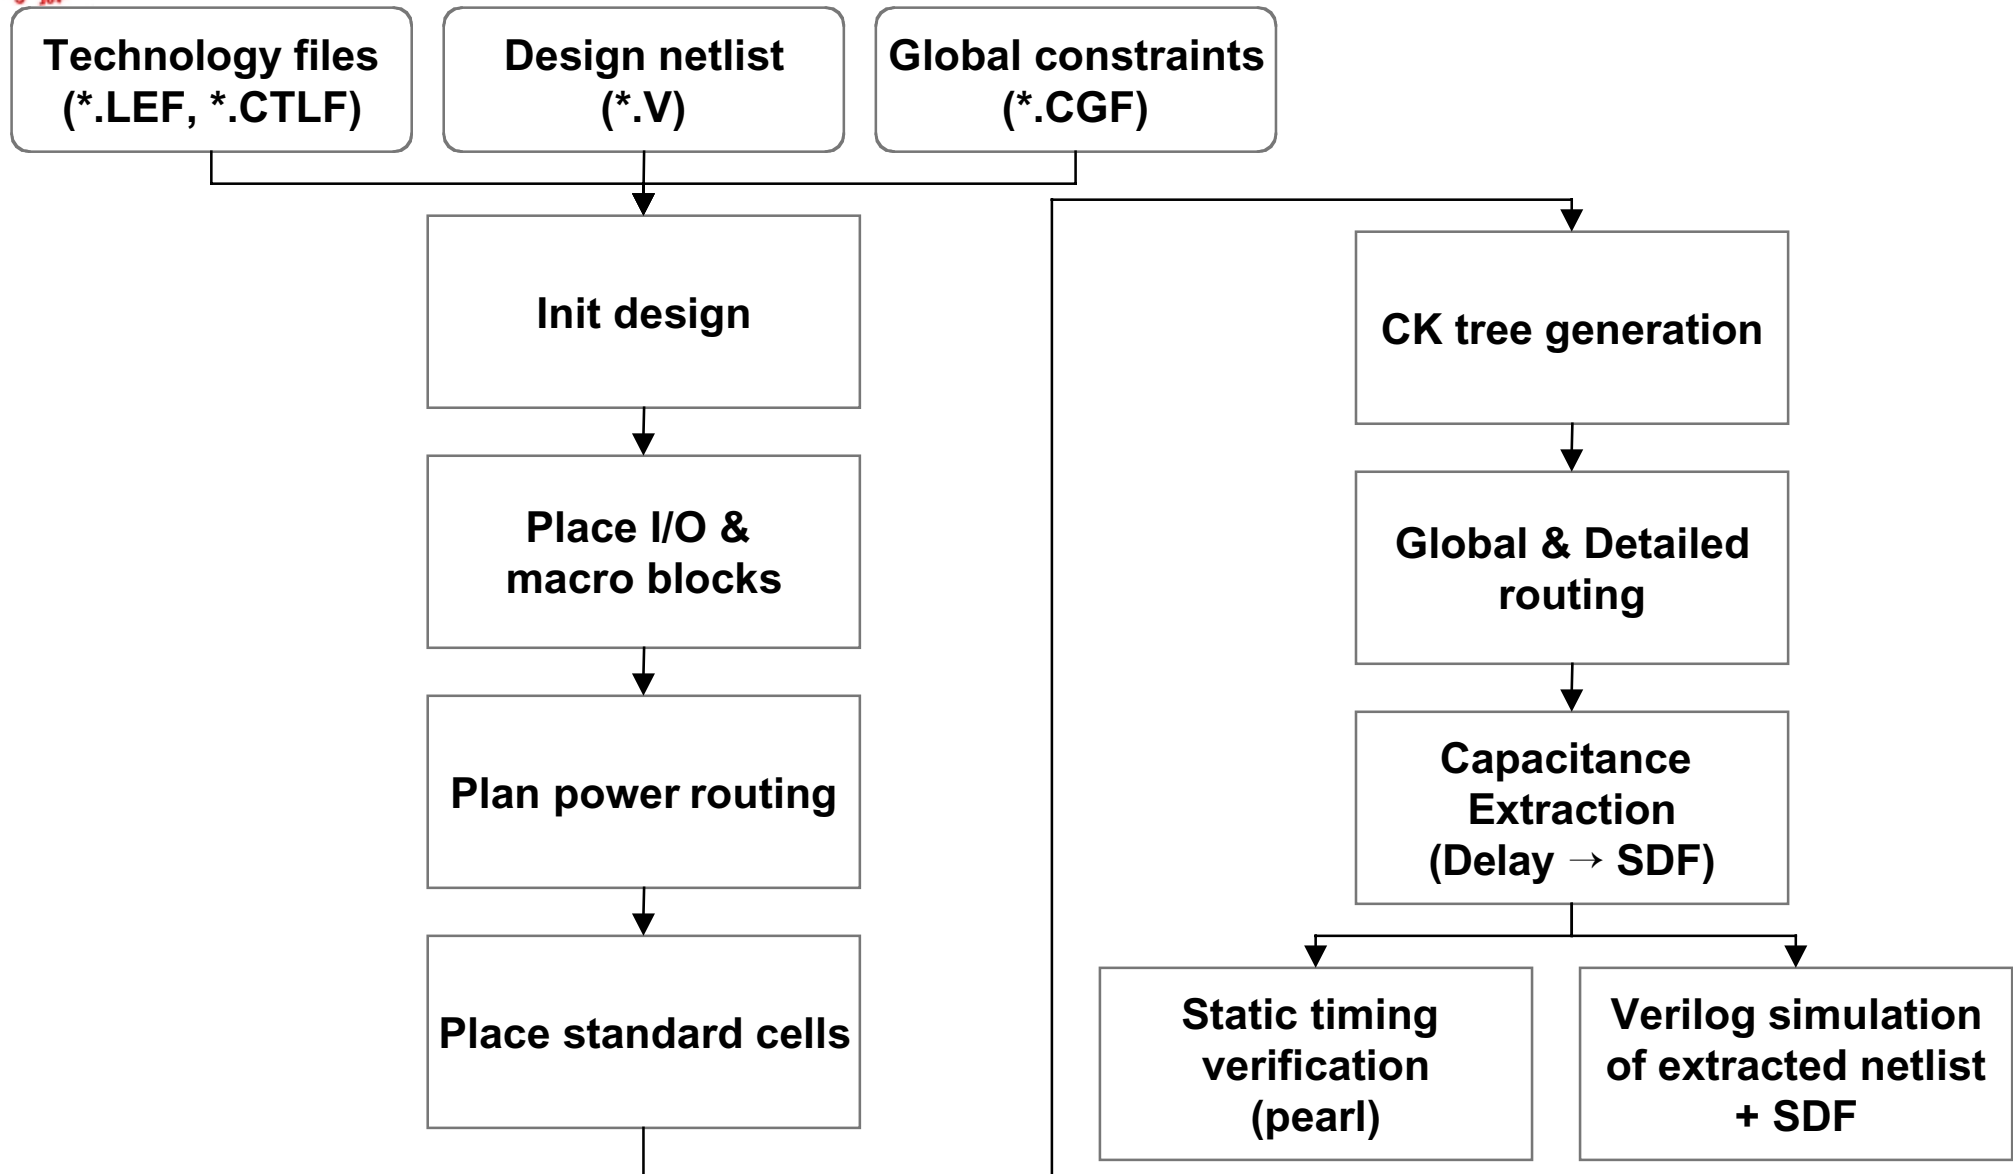 Technology files
(*.LEF, *.CTLF)
Design netlist
(*.V)
Global constraints
(*.CGF)
Init design
Place I/O &
macro blocks
Plan power routing
Place standard cells
CK tree generation
Global & Detailed
routing
Capacitance
Extraction
(Delay → SDF)
Static timing
verification
(pearl)
Verilog simulation
of extracted netlist
+ SDF